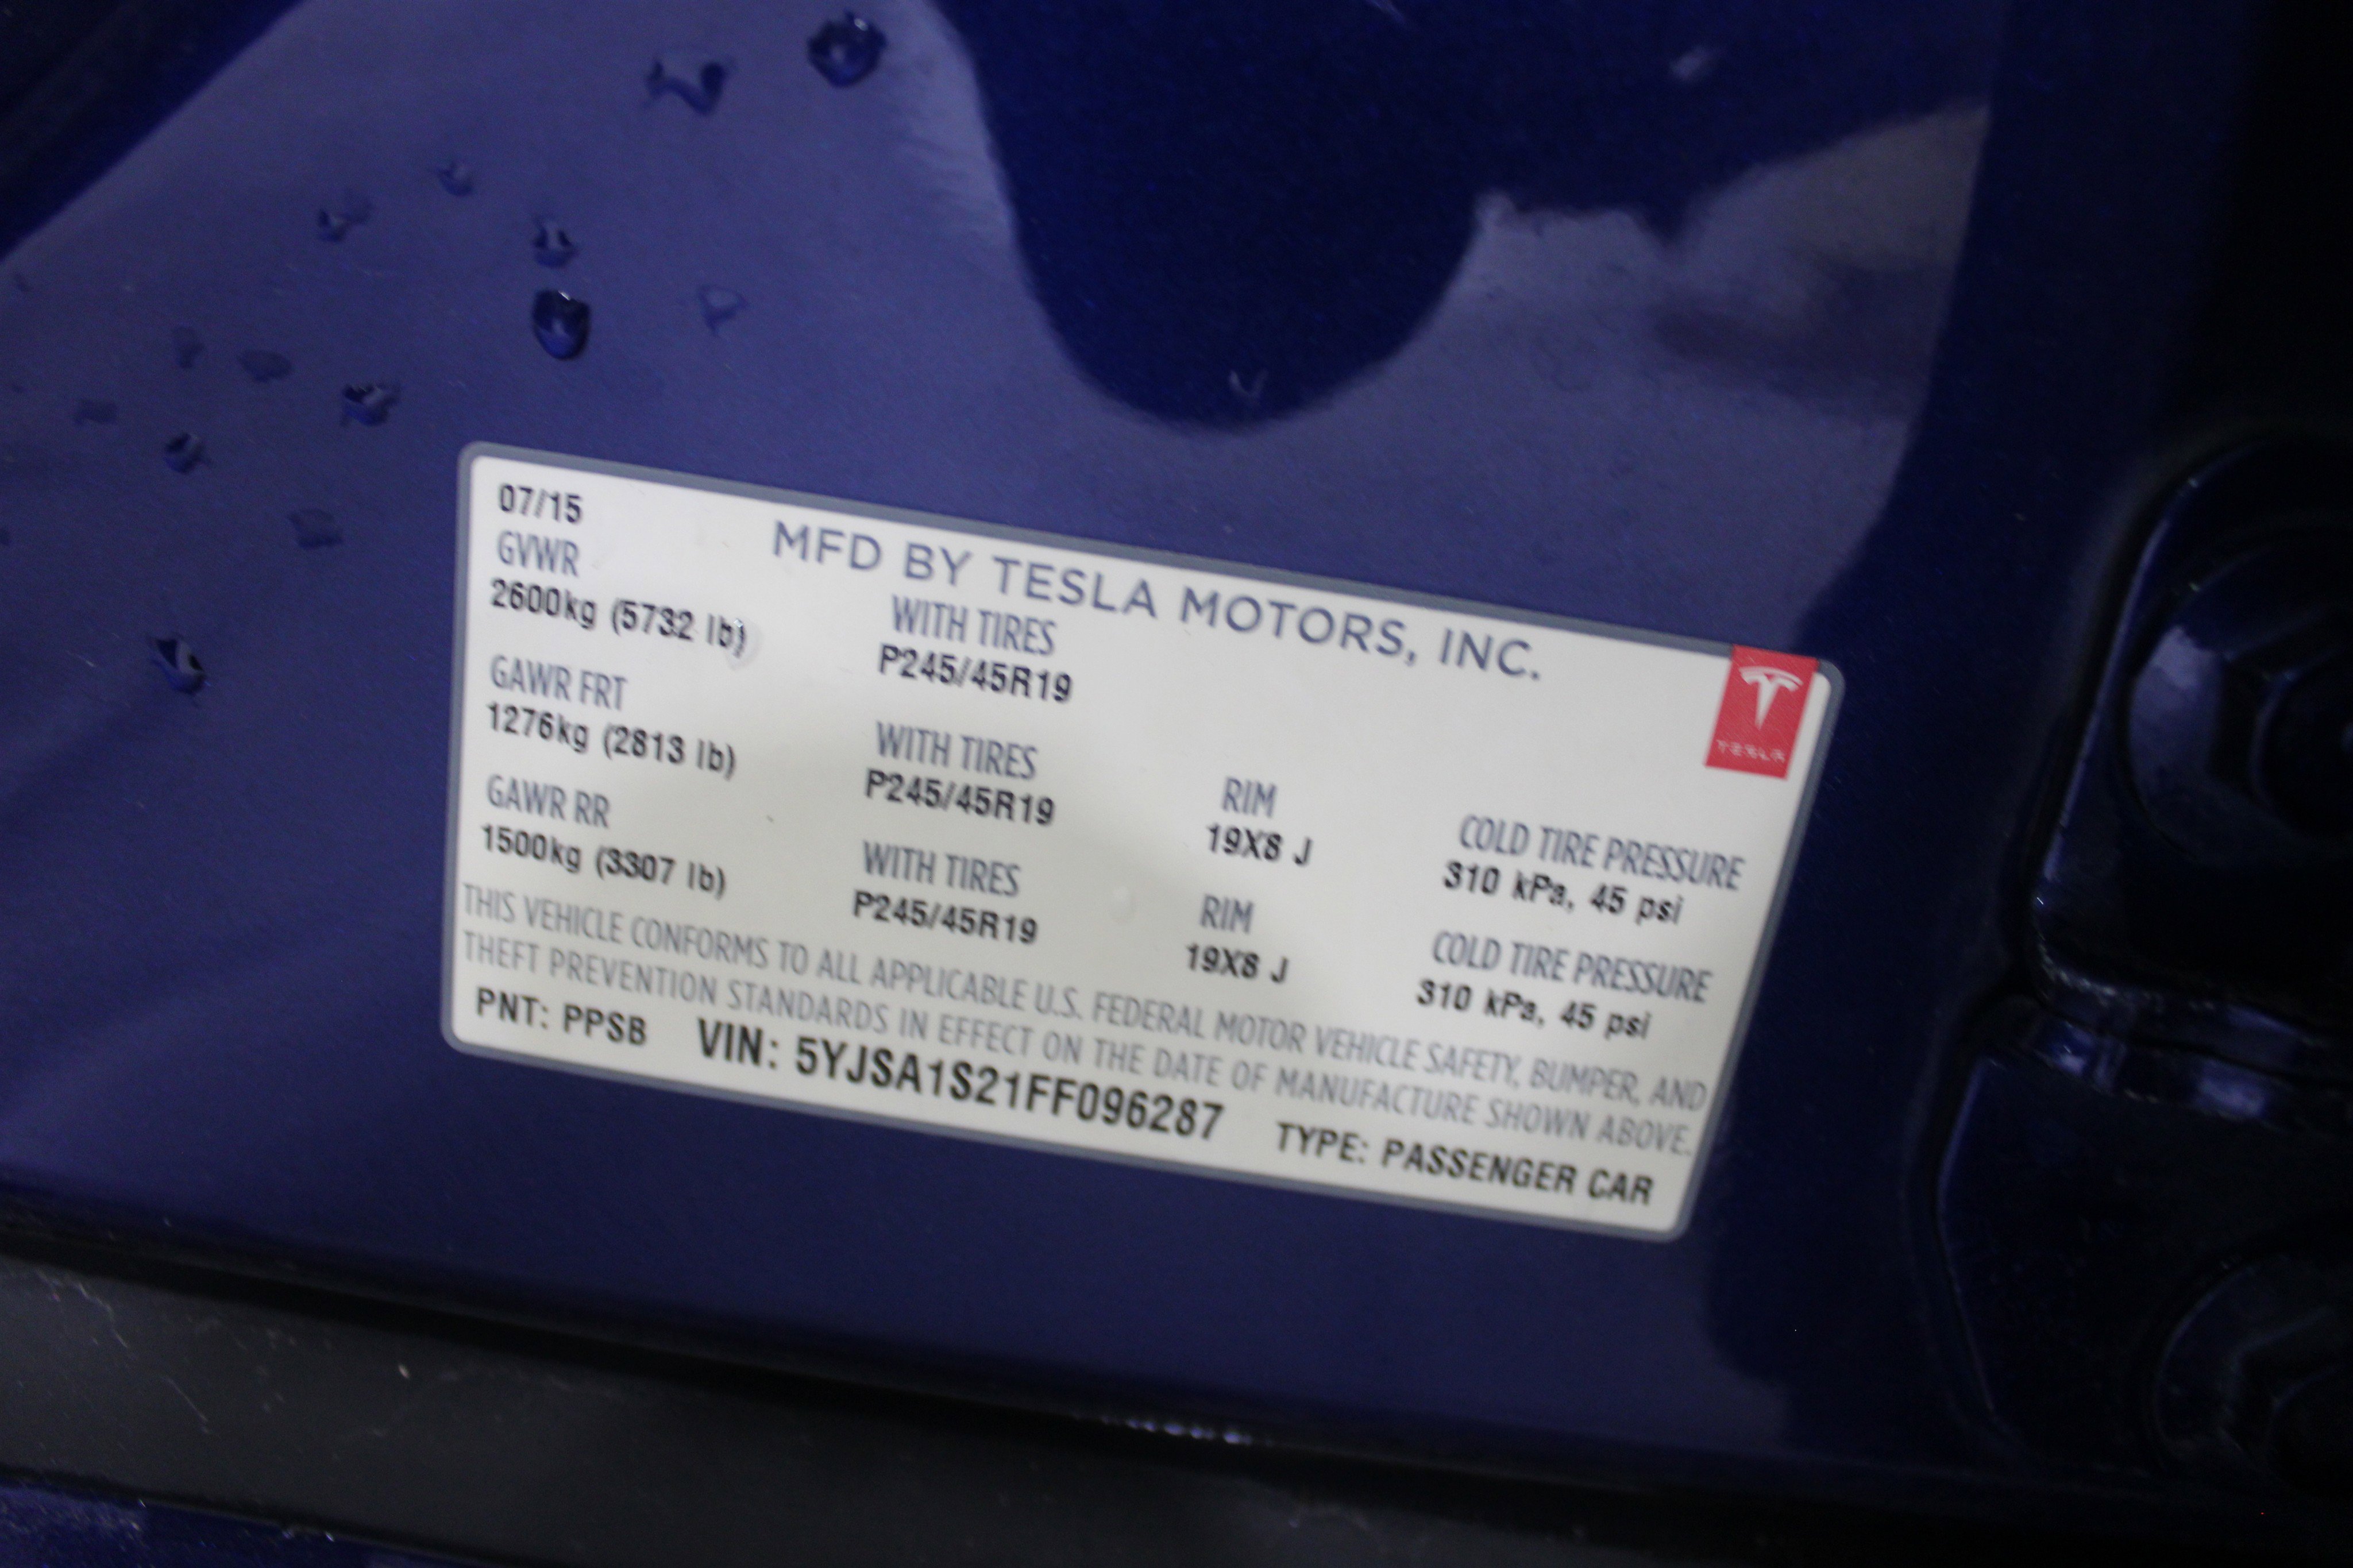 07/15
MFD BY TESLA MOTORS, INC.
GVWR WITH TIRES
2600kg (5732 lb) P245/45R19
TESLA
GAWR FRT WITH TIRES RIM COLD TIRE PRESSURE
1276kg (2813 lb) P245/45R19 19X8 J 310 kPa, 45 psi
GAWR RR WITH TIRES RIM COLD TIRE PRESSURE
1500kg (3307 lb) P245/45R19 19X8 J 310 kPa, 45 psi
THIS VEHICLE CONFORMS TO ALL APPLICABLE U.S. FEDERAL MOTOR VEHICLE SAFETY, BUMPER, AND
THEFT PREVENTION STANDARDS IN EFFECT ON THE DATE OF MANUFACTURE SHOWN ABOVE.
PNT: PPSB VIN: 5YJSA1S21FF096287 TYPE: PASSENGER CAR